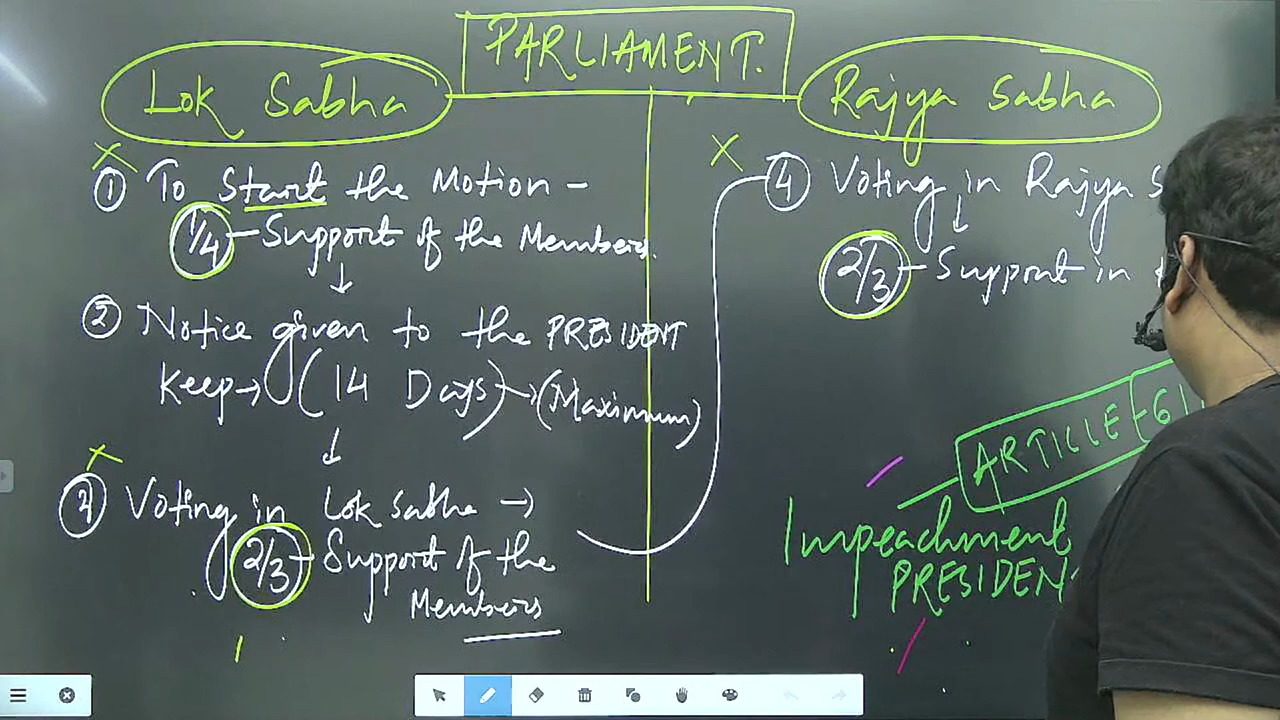 PARLIAMENT.
Lok Sabha
① To Start the Motion -
1/4 - Support of the Members.
② Notice given to the PRESIDENT
Keep → (14 Days) → (Maximum)
③ Voting in Lok Sabha →
2/3 - Support of the
Members
Rajya Sabha
④ Voting in Rajya S
2/3 - Support in
ARTICLE - 61
Impeachment
PRESIDEN